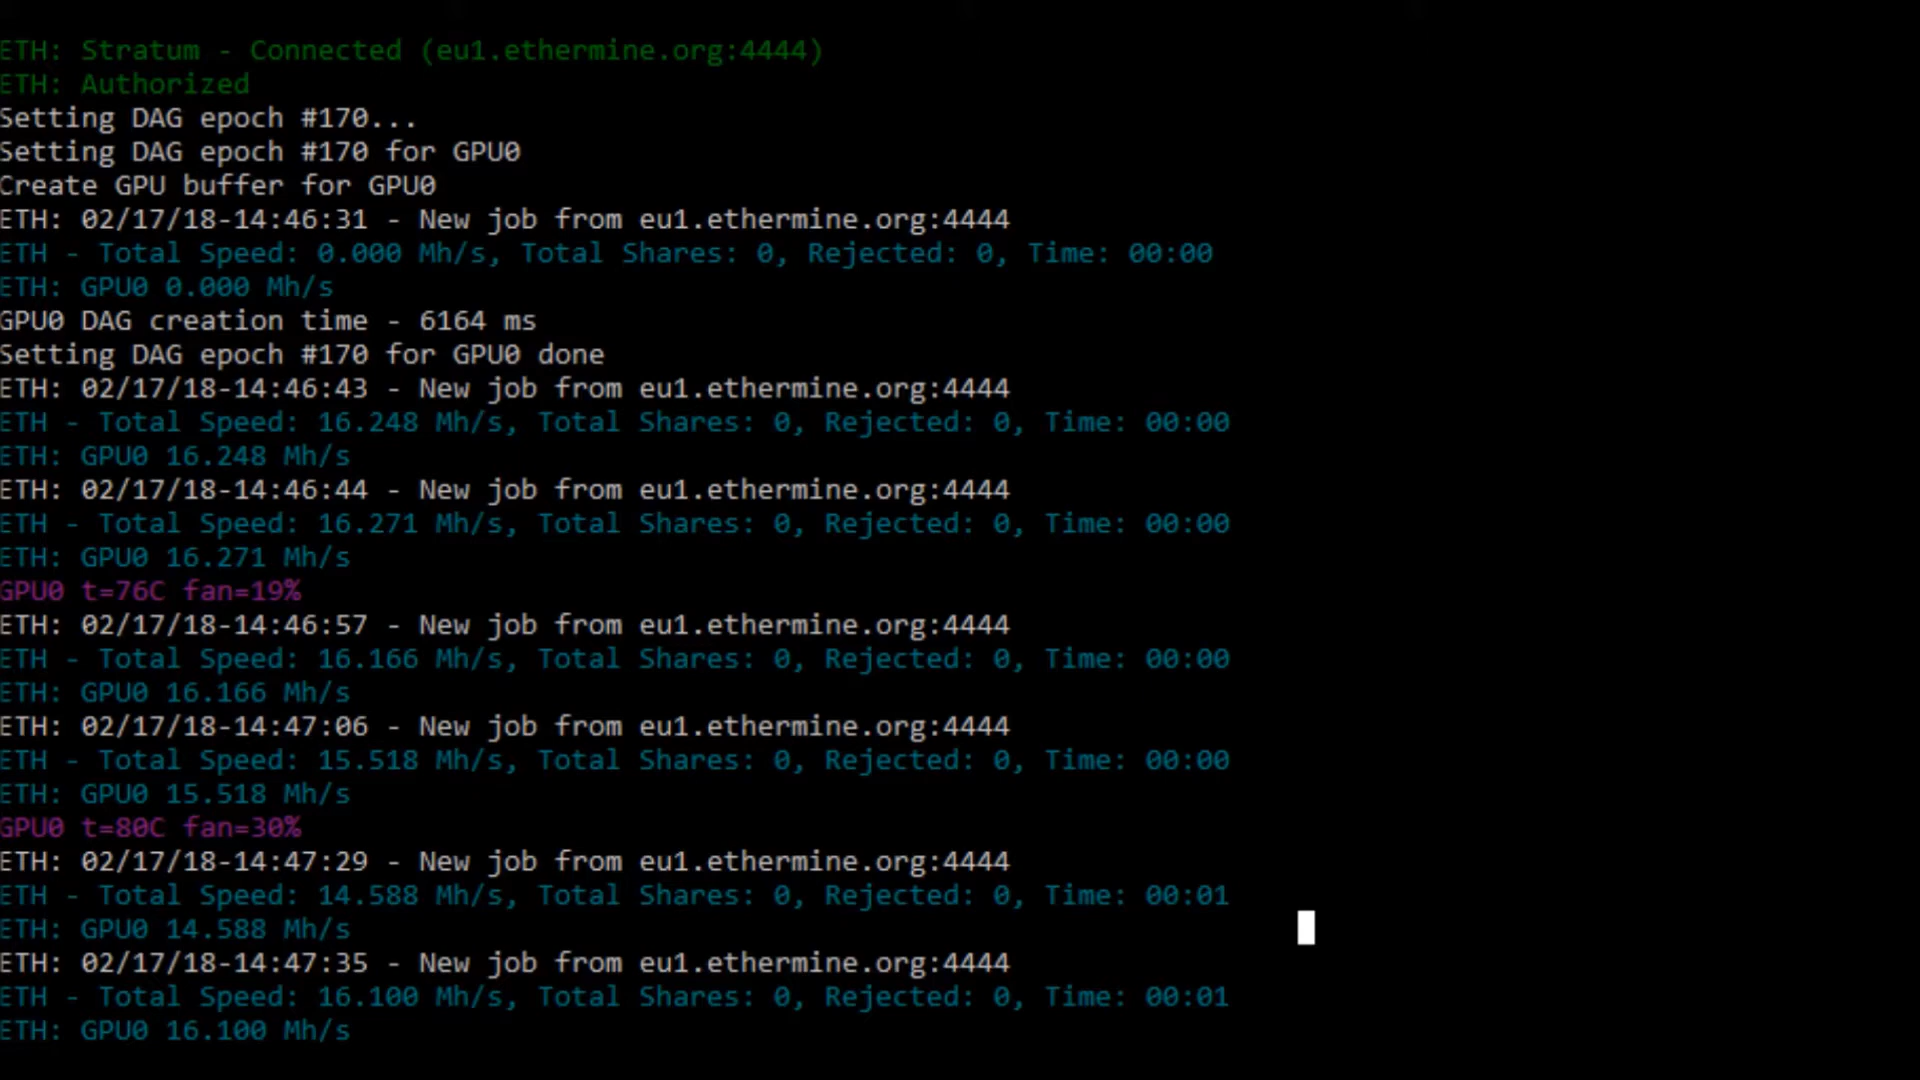 ETH: Stratum - Connected (eu1.ethermine.org:4444)
ETH: Authorized
Setting DAG epoch #170...
Setting DAG epoch #170 for GPU0
Create GPU buffer for GPU0
ETH: 02/17/18-14:46:31 - New job from eu1.ethermine.org:4444
ETH - Total Speed: 0.000 Mh/s, Total Shares: 0, Rejected: 0, Time: 00:00
ETH: GPU0 0.000 Mh/s
GPU0 DAG creation time - 6164 ms
Setting DAG epoch #170 for GPU0 done
ETH: 02/17/18-14:46:43 - New job from eu1.ethermine.org:4444
ETH - Total Speed: 16.248 Mh/s, Total Shares: 0, Rejected: 0, Time: 00:00
ETH: GPU0 16.248 Mh/s
ETH: 02/17/18-14:46:44 - New job from eu1.ethermine.org:4444
ETH - Total Speed: 16.271 Mh/s, Total Shares: 0, Rejected: 0, Time: 00:00
ETH: GPU0 16.271 Mh/s
GPU0 t=76C fan=19%
ETH: 02/17/18-14:46:57 - New job from eu1.ethermine.org:4444
ETH - Total Speed: 16.166 Mh/s, Total Shares: 0, Rejected: 0, Time: 00:00
ETH: GPU0 16.166 Mh/s
ETH: 02/17/18-14:47:06 - New job from eu1.ethermine.org:4444
ETH - Total Speed: 15.518 Mh/s, Total Shares: 0, Rejected: 0, Time: 00:00
ETH: GPU0 15.518 Mh/s
GPU0 t=80C fan=30%
ETH: 02/17/18-14:47:29 - New job from eu1.ethermine.org:4444
ETH - Total Speed: 14.588 Mh/s, Total Shares: 0, Rejected: 0, Time: 00:01
ETH: GPU0 14.588 Mh/s
ETH: 02/17/18-14:47:35 - New job from eu1.ethermine.org:4444
ETH - Total Speed: 16.100 Mh/s, Total Shares: 0, Rejected: 0, Time: 00:01
ETH: GPU0 16.100 Mh/s